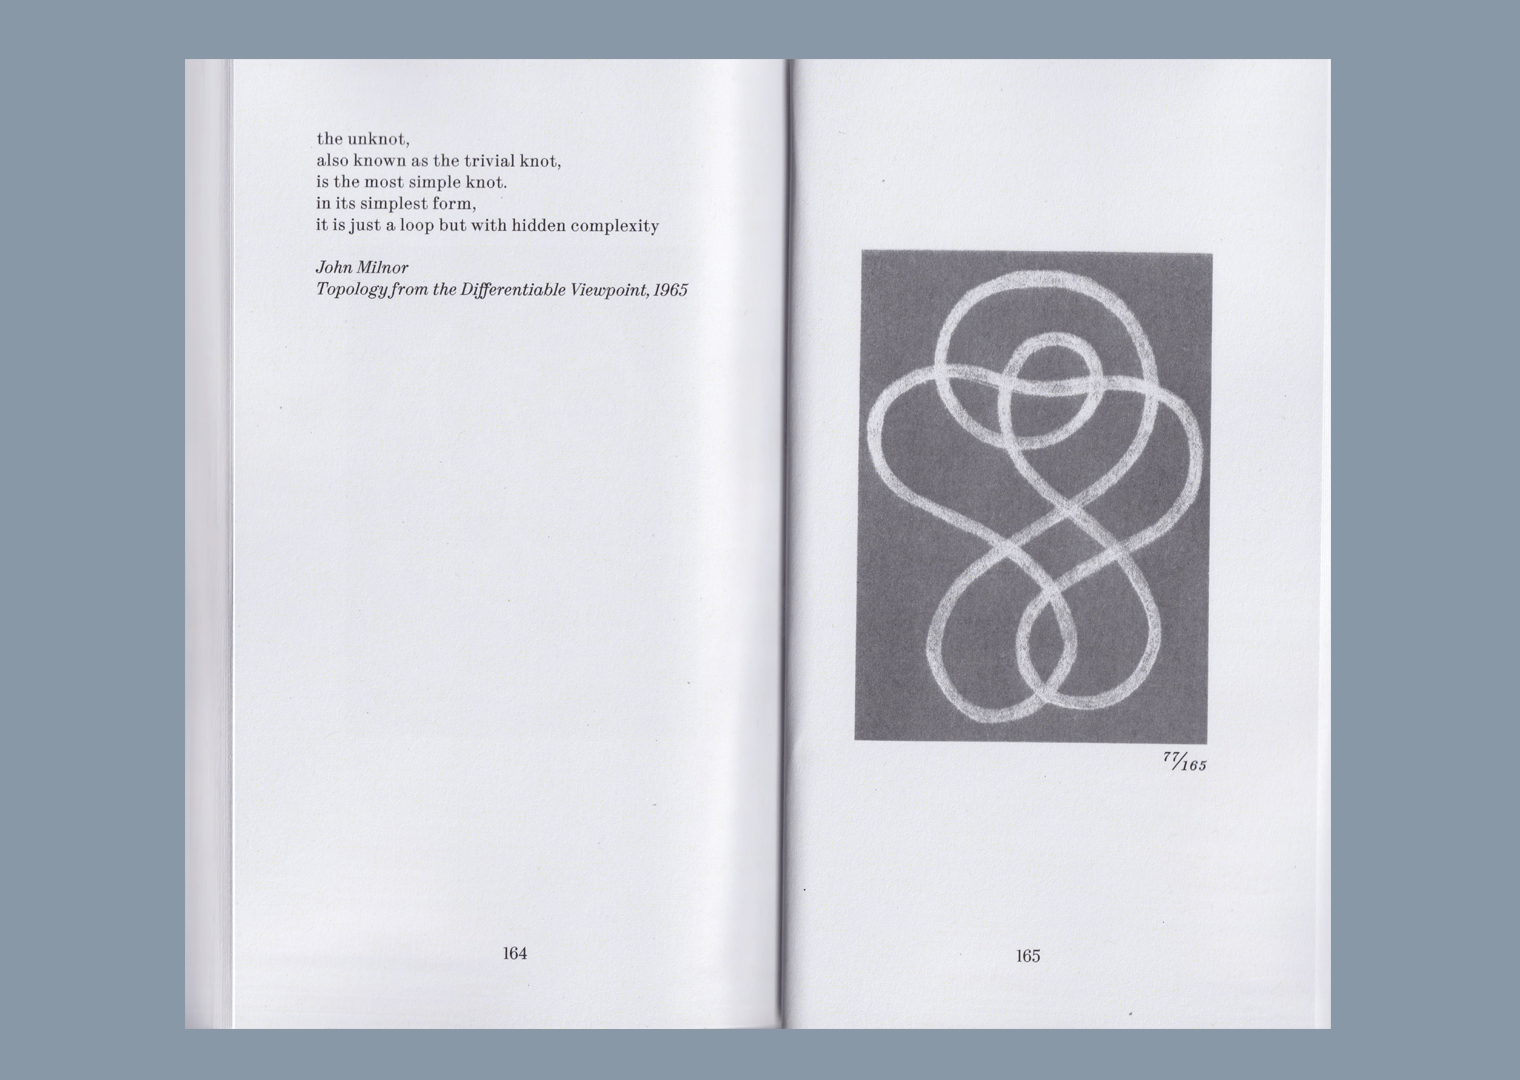 the unknot,
also known as the trivial knot,
is the most simple knot.
in its simplest form,
it is just a loop but with hidden complexity
John Milnor
Topology from the Differentiable Viewpoint, 1965
77/165
164
165